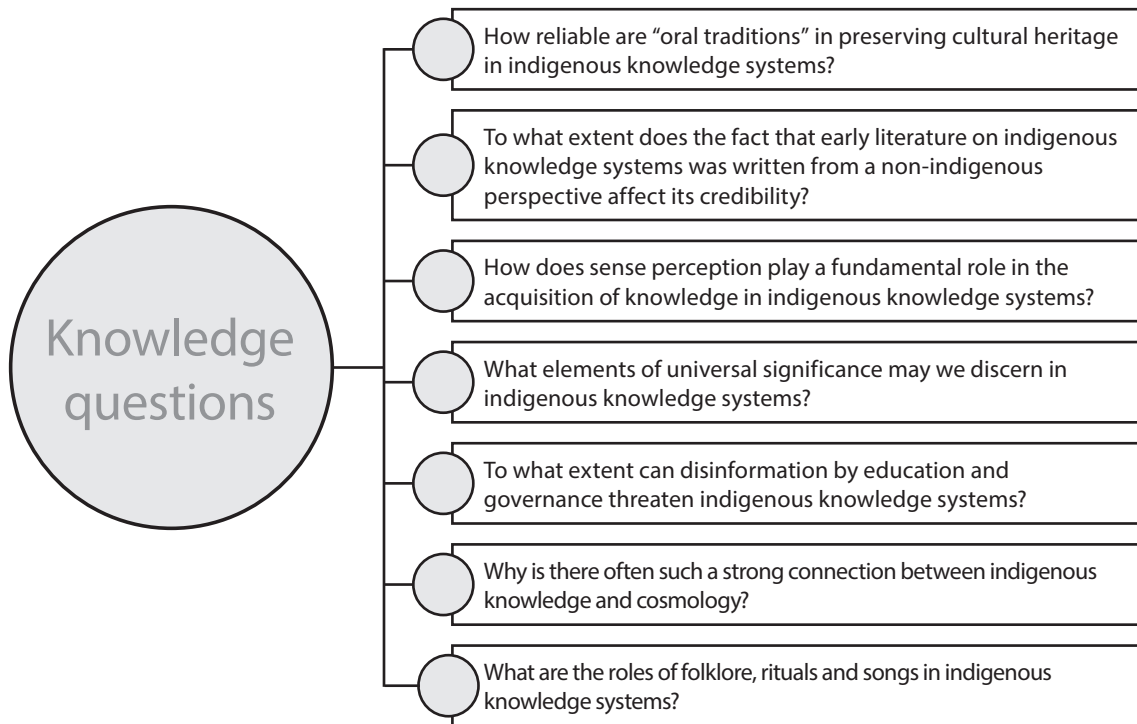 Knowledge
questions
How reliable are “oral traditions” in preserving cultural heritage
in indigenous knowledge systems?
To what extent does the fact that early literature on indigenous
knowledge systems was written from a non-indigenous
perspective affect its credibility?
How does sense perception play a fundamental role in the
acquisition of knowledge in indigenous knowledge systems?
What elements of universal significance may we discern in
indigenous knowledge systems?
To what extent can disinformation by education and
governance threaten indigenous knowledge systems?
Why is there often such a strong connection between indigenous
knowledge and cosmology?
What are the roles of folklore, rituals and songs in indigenous
knowledge systems?